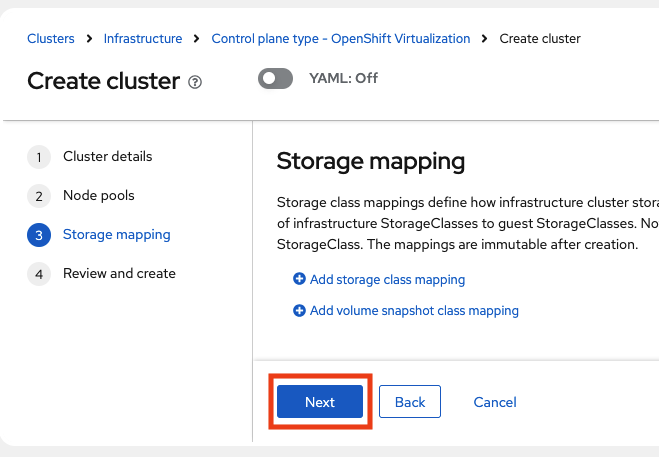 Clusters > Infrastructure > Control plane type - OpenShift Virtualization > Create cluster
Create cluster ? YAML: Off
1 Cluster details
2 Node pools
3 Storage mapping
4 Review and create
Storage mapping
Storage class mappings define how infrastructure cluster stora
of infrastructure StorageClasses to guest StorageClasses. No
StorageClass. The mappings are immutable after creation.
Add storage class mapping
Add volume snapshot class mapping
Next Back Cancel